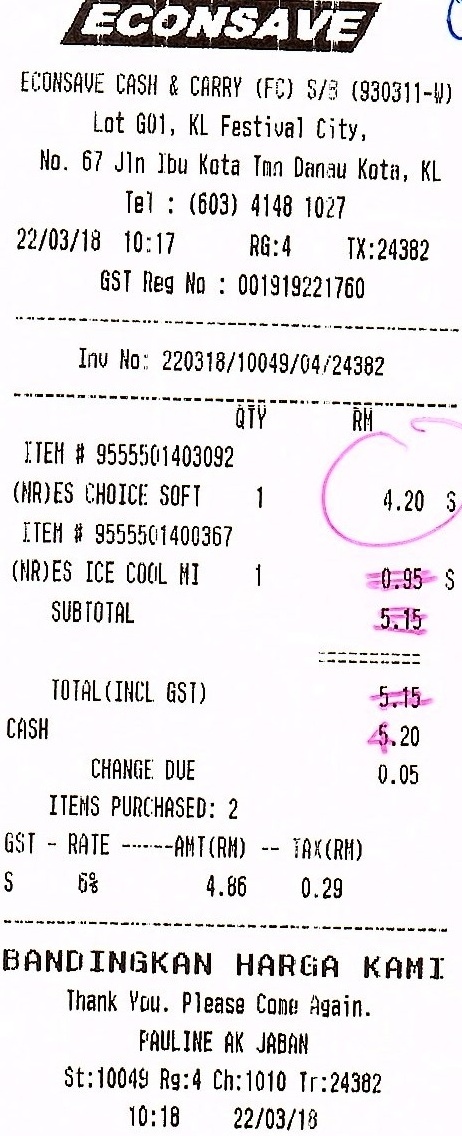 ECONSAVE
ECONSAVE CASH & CARRY (FC) S/B (930311-W)
Lot G01, KL Festival City,
No. 67 Jln Ibu Kota Tmn Danau Kota, KL
Tel : (603) 4148 1027
22/03/18 10:17 RG:4 TX:24382
GST Reg No : 001919221760
Inv No: 220318/10049/04/24382
QTY RM
ITEM # 9555501403092
(NR)ES CHOICE SOFT 1 4.20 S
ITEM # 9555501400367
(NR)ES ICE COOL MI 1 0.95 S
SUBTOTAL 5.15
==========
TOTAL(INCL GST) 5.15
CASH 5.20
CHANGE DUE 0.05
ITEMS PURCHASED: 2
GST - RATE ------AMT(RM) -- TAX(RM)
S 6% 4.86 0.29
BANDINGKAN HARGA KAMI
Thank You. Please Come Again.
PAULINE AK JABAN
St:10049 Rg:4 Ch:1010 Tr:24382
10:18 22/03/18